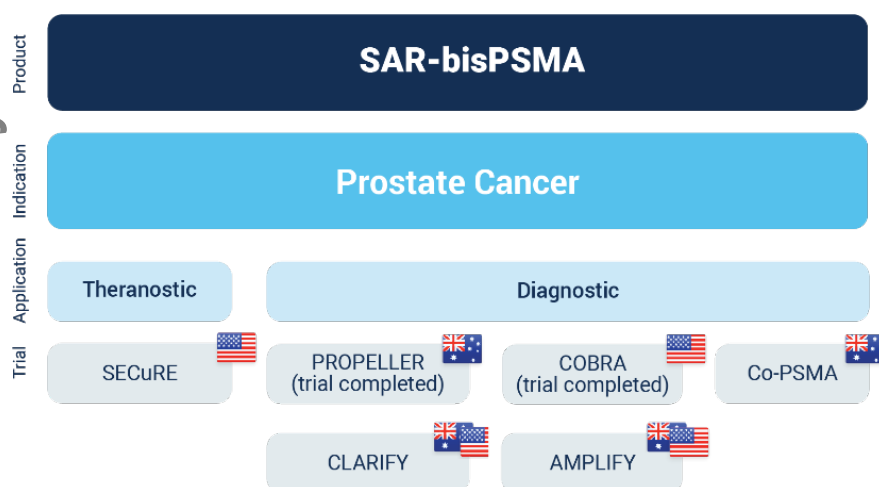 Product
SAR-bisPSMA
Indication
Prostate Cancer
Application
Theranostic
Diagnostic
Trial
SECuRE
PROPELLER
(trial completed)
COBRA
(trial completed)
Co-PSMA
CLARIFY
AMPLIFY